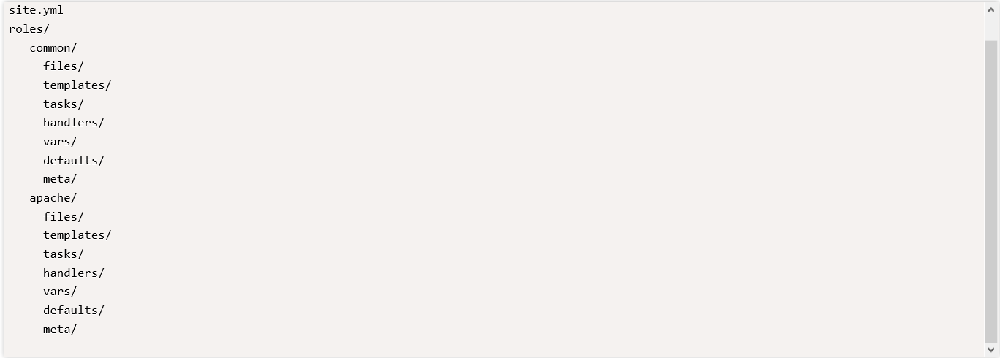 site.yml
roles/
   common/
     files/
     templates/
     tasks/
     handlers/
     vars/
     defaults/
     meta/
   apache/
     files/
     templates/
     tasks/
     handlers/
     vars/
     defaults/
     meta/